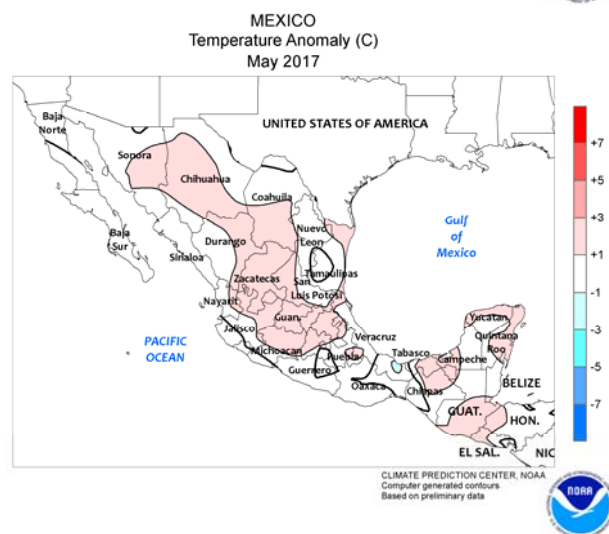 MEXICO
Temperature Anomaly (C)
May 2017
Baja
Norte
UNITED STATES OF AMERICA
Sonora
Chihuahua
Coahuila
Nuevo
Leon
Gulf
of
Mexico
Baja
Sur
Sinaloa
Durango
Zacatecas
San
Luis Potosi
Tamaulipas
Nayarit
Guan.
Jalisco
Michoacan
Guerrero
Puebla
Veracruz
Tabasco
Oaxaca
Chiapas
Campeche
Yucatan
Quintana
Roo
PACIFIC
OCEAN
BELIZE
GUAT.
HON.
EL SAL.
NIC
+7
+5
+3
+1
-1
-3
-5
-7
CLIMATE PREDICTION CENTER, NOAA
Computer generated contours
Based on preliminary data
NOAA